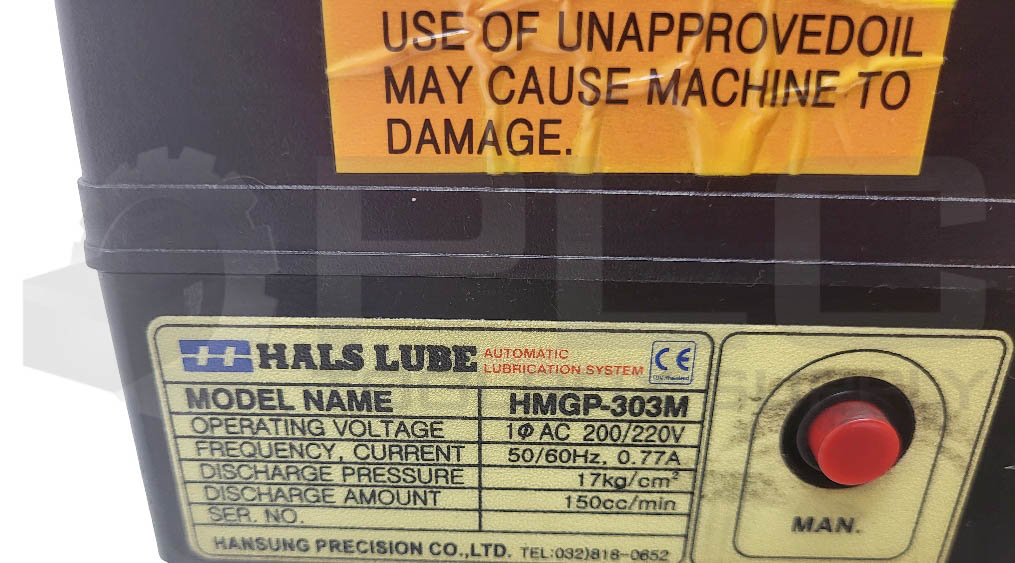 USE OF UNAPPROVEDOIL
MAY CAUSE MACHINE TO
DAMAGE.
PLC
H HALS LUBE AUTOMATIC LUBRICATION SYSTEM CE
MODEL NAME HMGP-303M
OPERATING VOLTAGE 1Φ AC 200/220V
FREQUENCY, CURRENT 50/60Hz, 0.77A
DISCHARGE PRESSURE 17kg/cm²
DISCHARGE AMOUNT 150cc/min
SER. NO.
HANSUNG PRECISION CO.,LTD. TEL:032)818-0652
MAN.